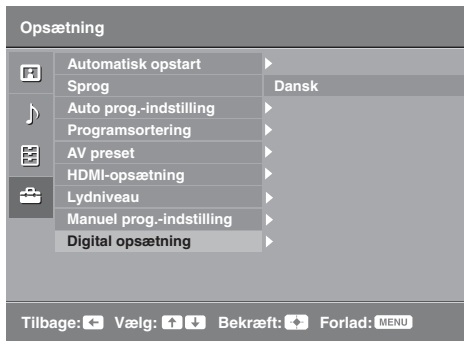 Opsætning
Automatisk opstart
Sprog Dansk
Auto prog.-indstilling
Programsortering
AV preset
HDMI-opsætning
Lydniveau
Manuel prog.-indstilling
Digital opsætning
Tilbage: Vælg: Bekræft: Forlad: MENU